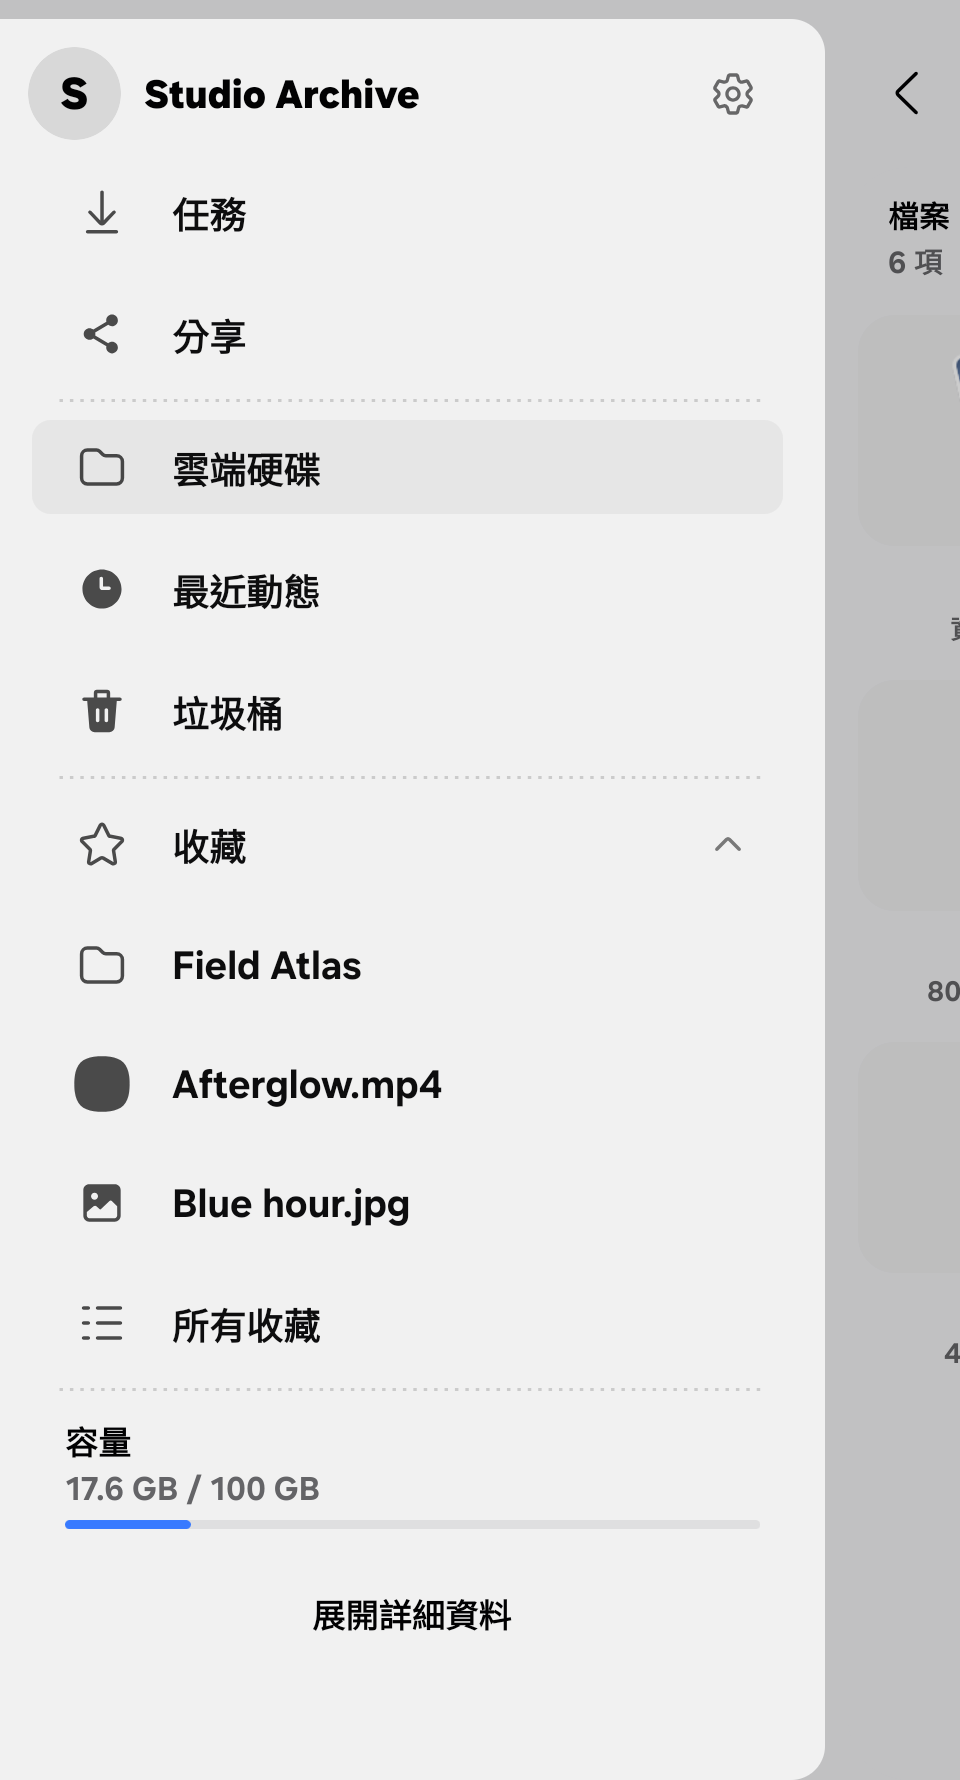 S
Studio Archive
任務
分享
雲端硬碟
最近動態
垃圾桶
收藏
Field Atlas
Afterglow.mp4
Blue hour.jpg
所有收藏
容量
17.6 GB / 100 GB
展開詳細資料
檔案
6 項
80
4